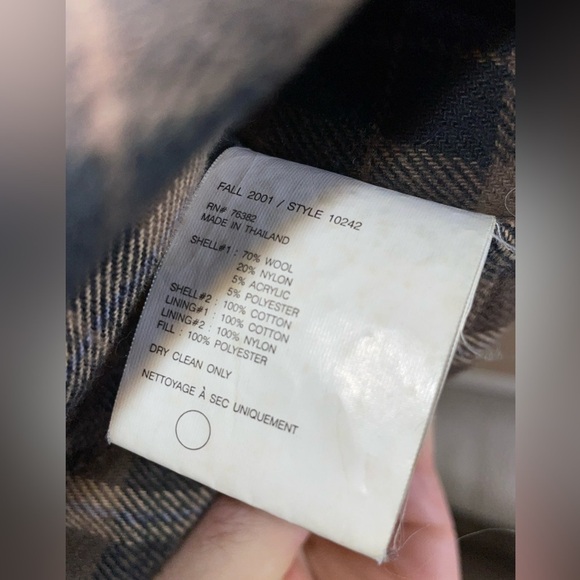 FALL 2001 / STYLE 10242
RN# 76382
MADE IN THAILAND
SHELL#1 : 70% WOOL
20% NYLON
5% ACRYLIC
5% POLYESTER
SHELL#2 : 100% COTTON
LINING#1 : 100% COTTON
LINING#2 : 100% NYLON
FILL : 100% POLYESTER
DRY CLEAN ONLY
NETTOYAGE À SEC UNIQUEMENT